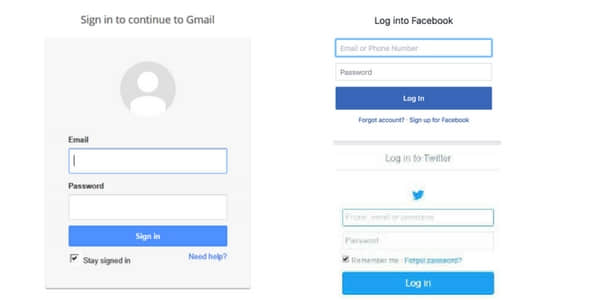 Sign in to continue to Gmail
Email
Password
Sign in
Stay signed in
Need help?
Log into Facebook
Email or Phone Number
Password
Log In
Forgot account? · Sign up for Facebook
Log in to Twitter
Phone, email or username
Password
Remember me · Forgot password?
Log in